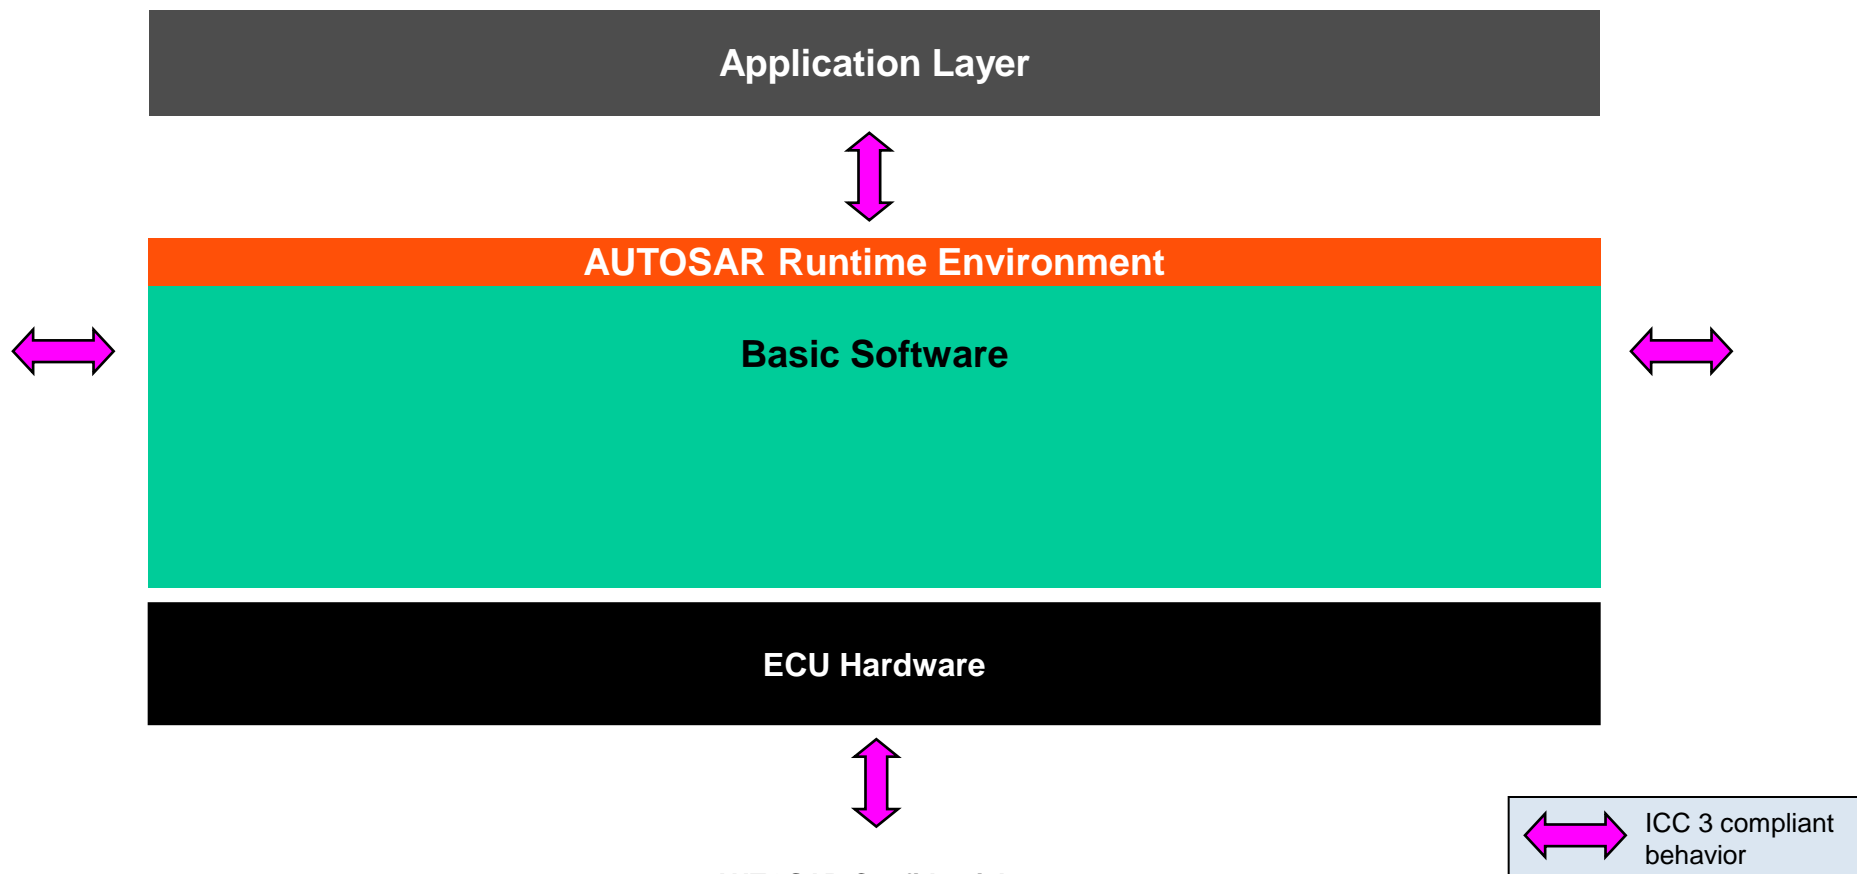 Application Layer
AUTOSAR Runtime Environment
Basic Software
ECU Hardware
ICC 3 compliant
behavior